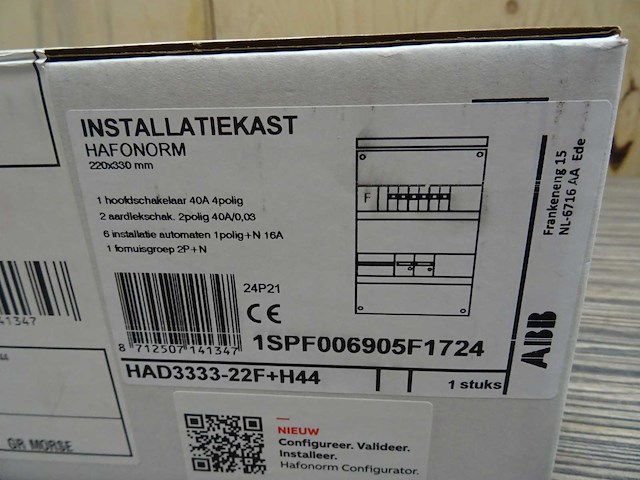 INSTALLATIEKAST
HAFONORM
220x330 mm
1 hoofdschakelaar 40A 4polig
2 aardlekschak. 2polig 40A/0,03
6 installatie automaten 1polig+N 16A
1 fornuisgroep 2P+N
F
24P21
CE
8 712507 141347
1SPF006905F1724
HAD3333-22F+H44
1 stuks
Frankeneng 15
NL-6716 AA Ede
ABB
41347
44
GR MORSE
NIEUW
Configureer. Valideer.
Installeer.
Hafonorm Configurator.